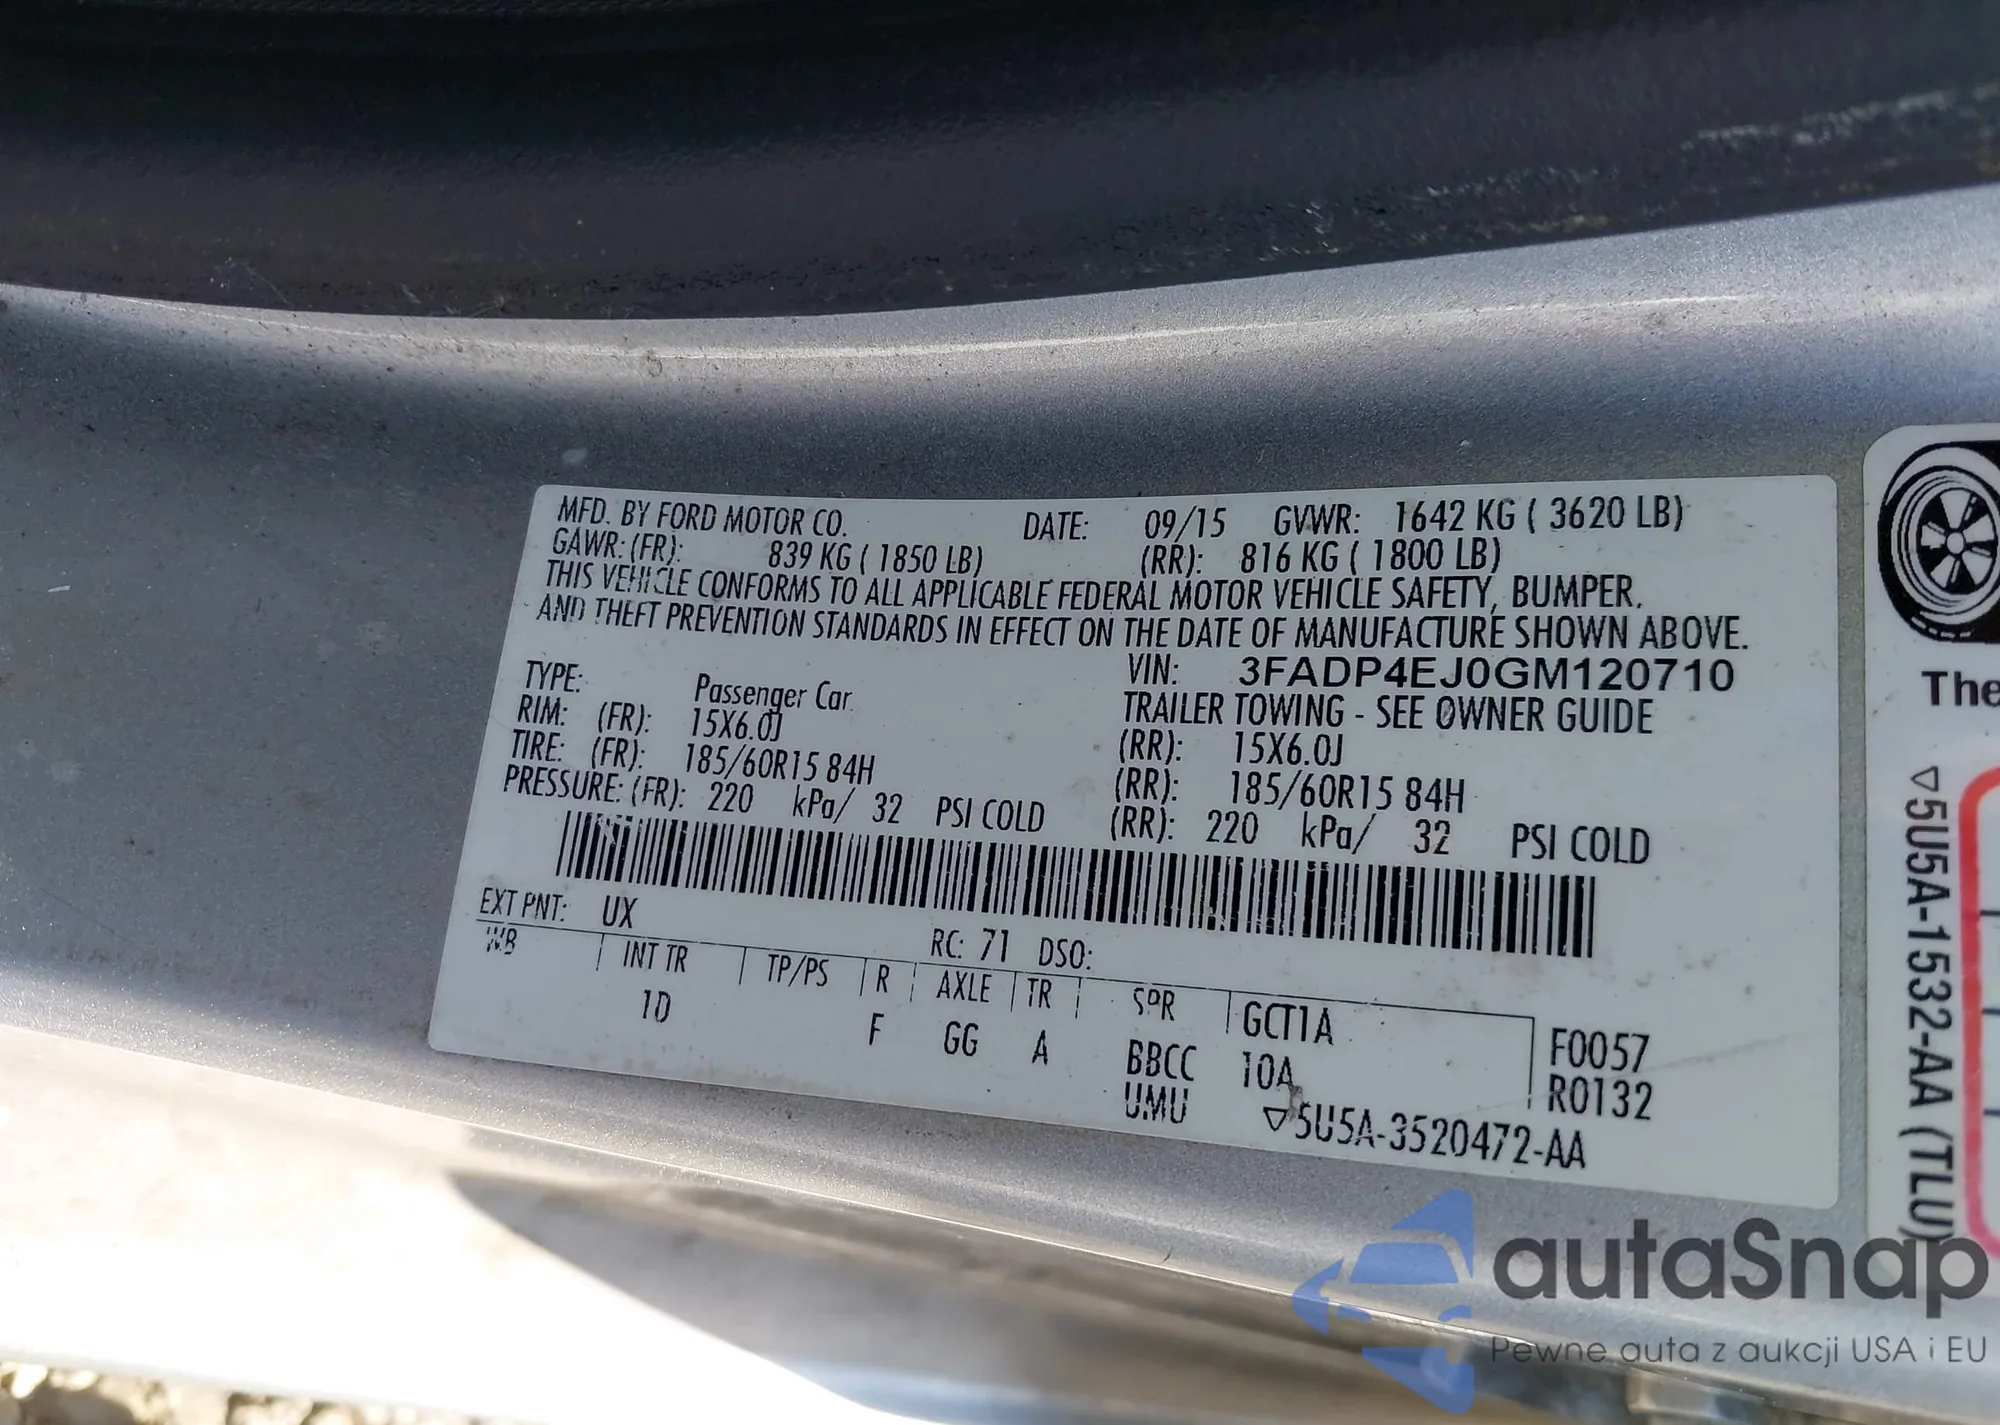 MFD. BY FORD MOTOR CO. DATE: 09/15 GVWR: 1642 KG ( 3620 LB)
GAWR: (FR): 839 KG ( 1850 LB) (RR): 816 KG ( 1800 LB)
THIS VEHICLE CONFORMS TO ALL APPLICABLE FEDERAL MOTOR VEHICLE SAFETY, BUMPER,
AND THEFT PREVENTION STANDARDS IN EFFECT ON THE DATE OF MANUFACTURE SHOWN ABOVE.
VIN: 3FADP4EJ0GM120710
TYPE: Passenger Car TRAILER TOWING - SEE OWNER GUIDE
RIM: (FR): 15X6.0J (RR): 15X6.0J
TIRE: (FR): 185/60R15 84H (RR): 185/60R15 84H
PRESSURE: (FR): 220 kPa/ 32 PSI COLD (RR): 220 kPa/ 32 PSI COLD
EXT PNT: UX RC: 71 DSO:
WB INT TR TP/PS R AXLE TR SPR GCT1A F0057
1D F GG A BBCC 10A R0132
UMU ▽5U5A-3520472-AA
The
▽5U5A-1532-AA (TLU)
autaSnap
Pewne auta z aukcji USA i EU